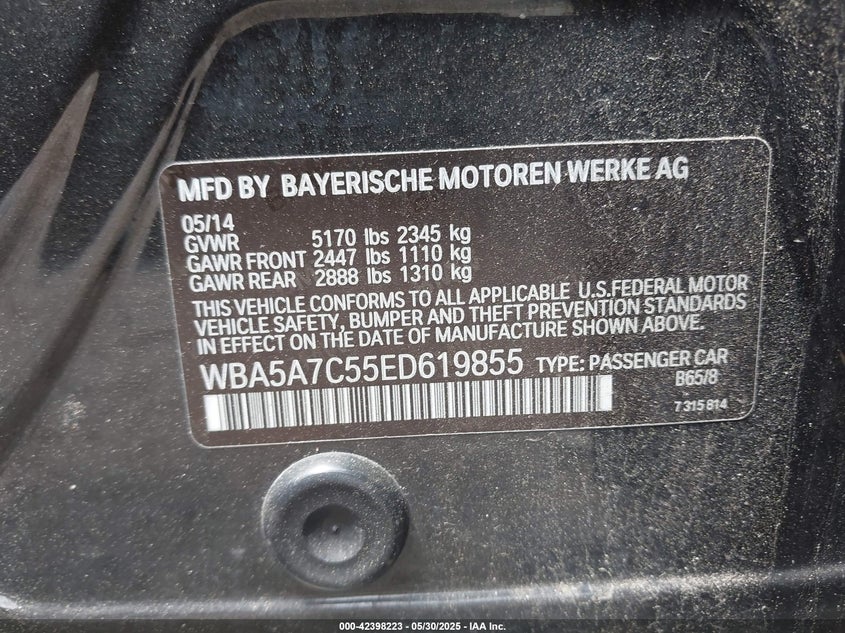 MFD BY BAYERISCHE MOTOREN WERKE AG
05/14
GVWR 5170 lbs 2345 kg
GAWR FRONT 2447 lbs 1110 kg
GAWR REAR 2888 lbs 1310 kg
THIS VEHICLE CONFORMS TO ALL APPLICABLE U.S.FEDERAL MOTOR
VEHICLE SAFETY, BUMPER AND THEFT PREVENTION STANDARDS
IN EFFECT ON THE DATE OF MANUFACTURE SHOWN ABOVE.
WBA5A7C55ED619855 TYPE: PASSENGER CAR
B65/8
7 315 814
000-42398223 — 05/30/2025 — IAA Inc.